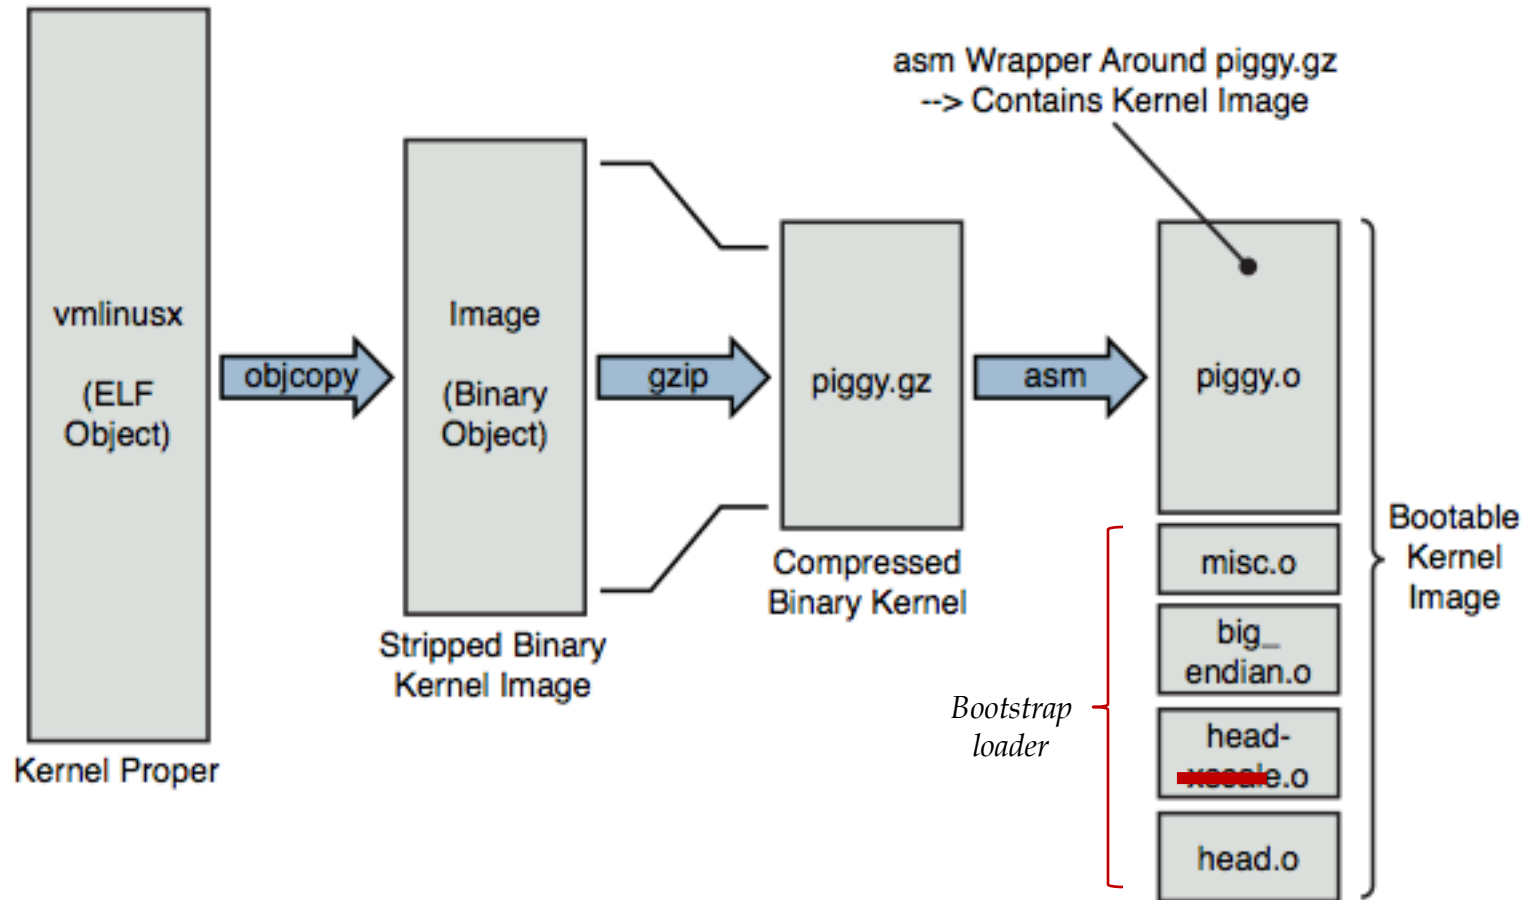 asm Wrapper Around piggy.gz
--> Contains Kernel Image
vmlinusx
(ELF
Object)
Kernel Proper
objcopy
Image
(Binary
Object)
Stripped Binary
Kernel Image
gzip
piggy.gz
Compressed
Binary Kernel
asm
piggy.o
misc.o
big_
endian.o
head-
xscale.o
head.o
Bootstrap
loader
Bootable
Kernel
Image